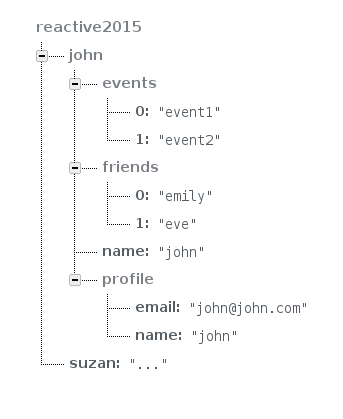 reactive2015
john
events
0: "event1"
1: "event2"
friends
0: "emily"
1: "eve"
name: "john"
profile
email: "john@john.com"
name: "john"
suzan: "..."